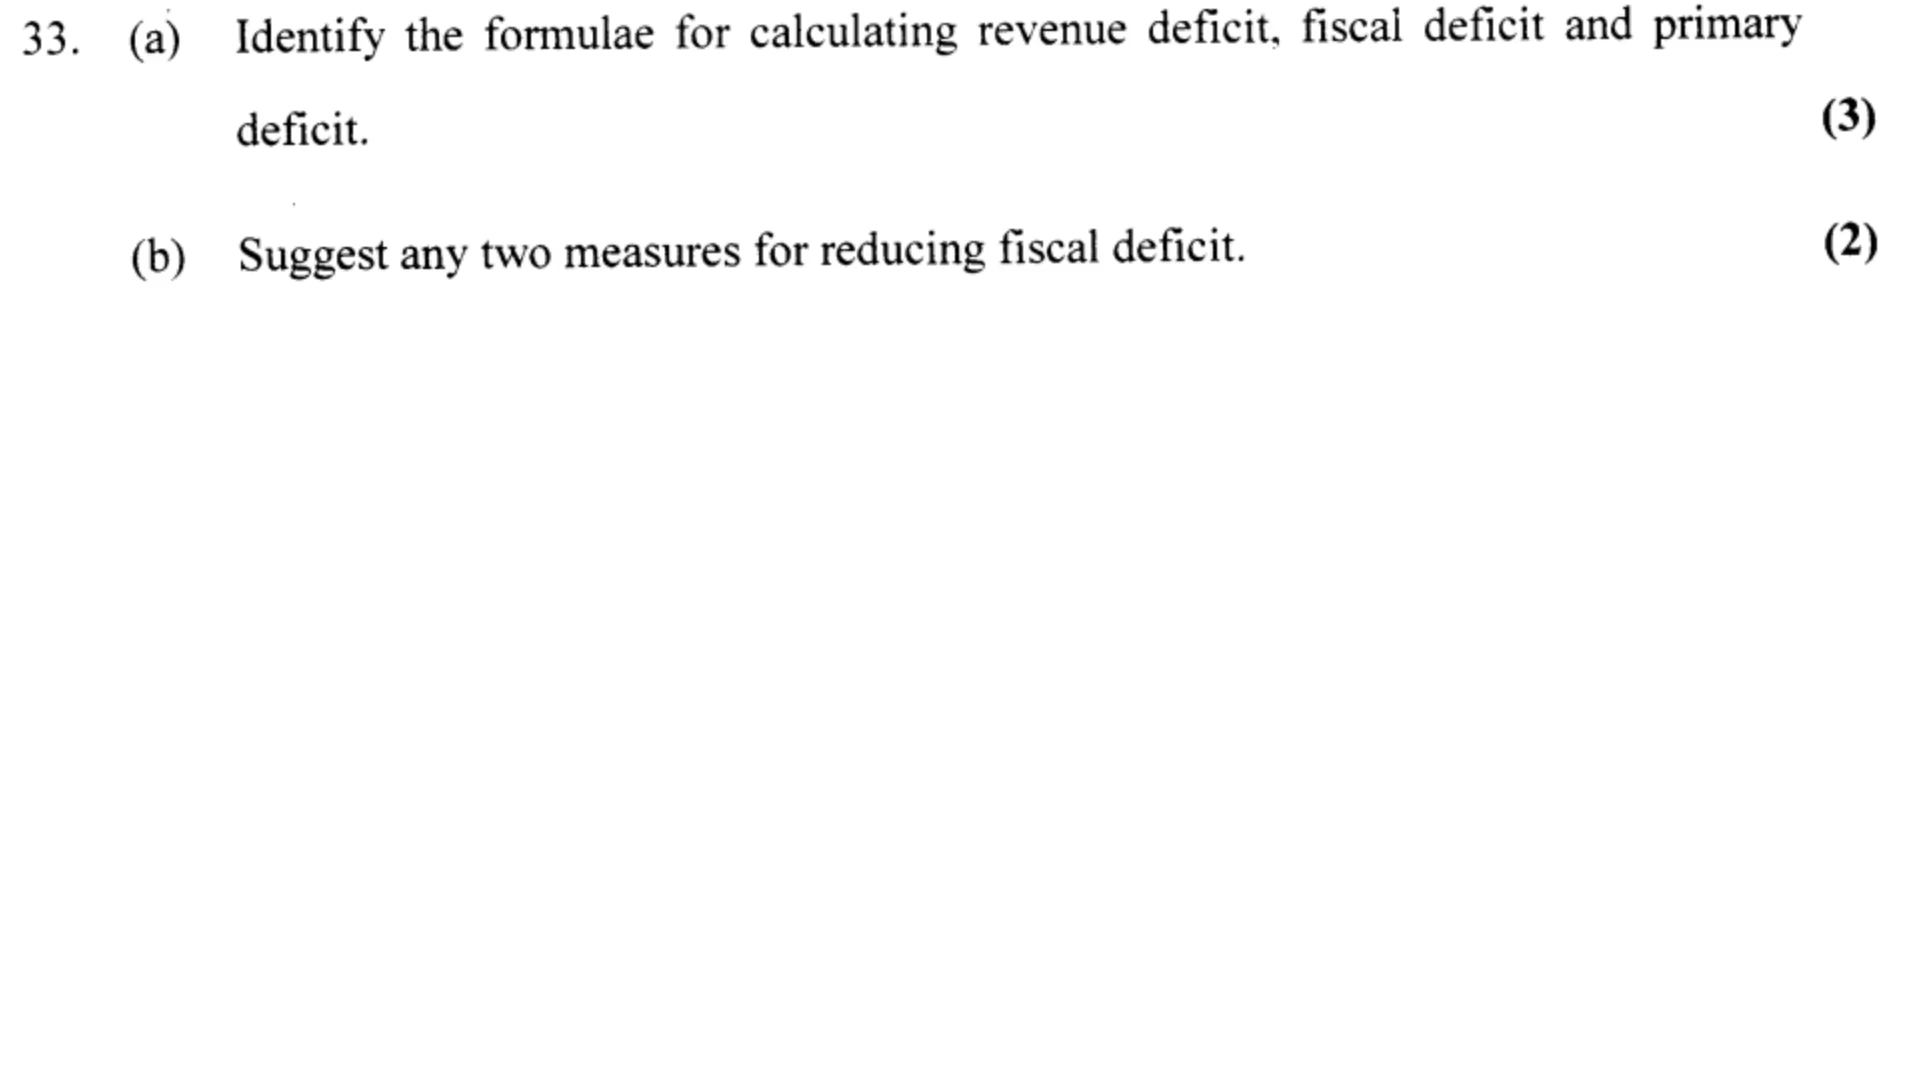 33. (a) Identify the formulae for calculating revenue deficit, fiscal deficit and primary
deficit. (3)
(b) Suggest any two measures for reducing fiscal deficit. (2)